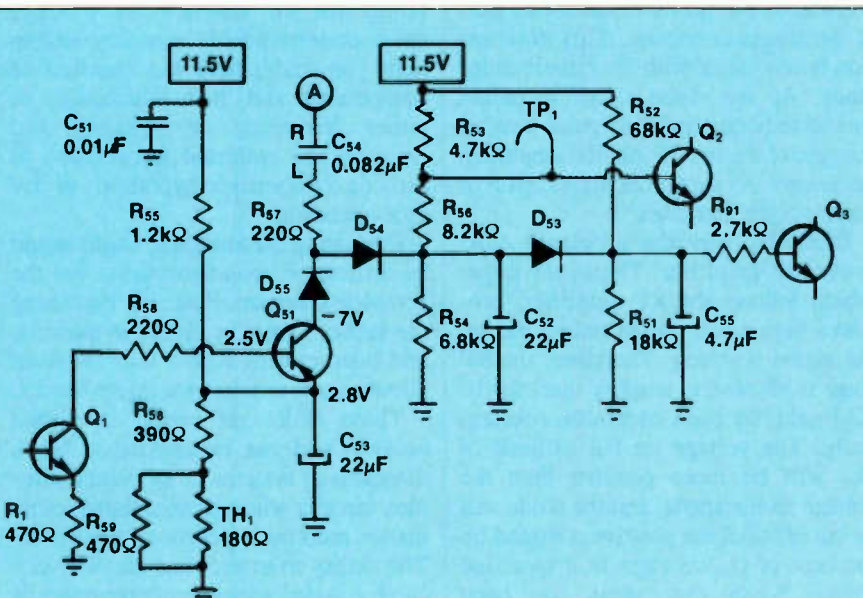 11.5V
11.5V
A
C51
0.01µF
R
C54
0.082µF
L
R53
4.7kΩ
TP1
R52
68kΩ
Q2
R55
1.2kΩ
R57
220Ω
D54
R56
8.2kΩ
D53
R91
2.7kΩ
Q3
D55
Q51
-7V
R58
220Ω
2.5V
R54
6.8kΩ
C52
22µF
R51
18kΩ
C55
4.7µF
2.8V
Q1
R58
390Ω
C53
22µF
R1
470Ω
R59
470Ω
TH1
180Ω